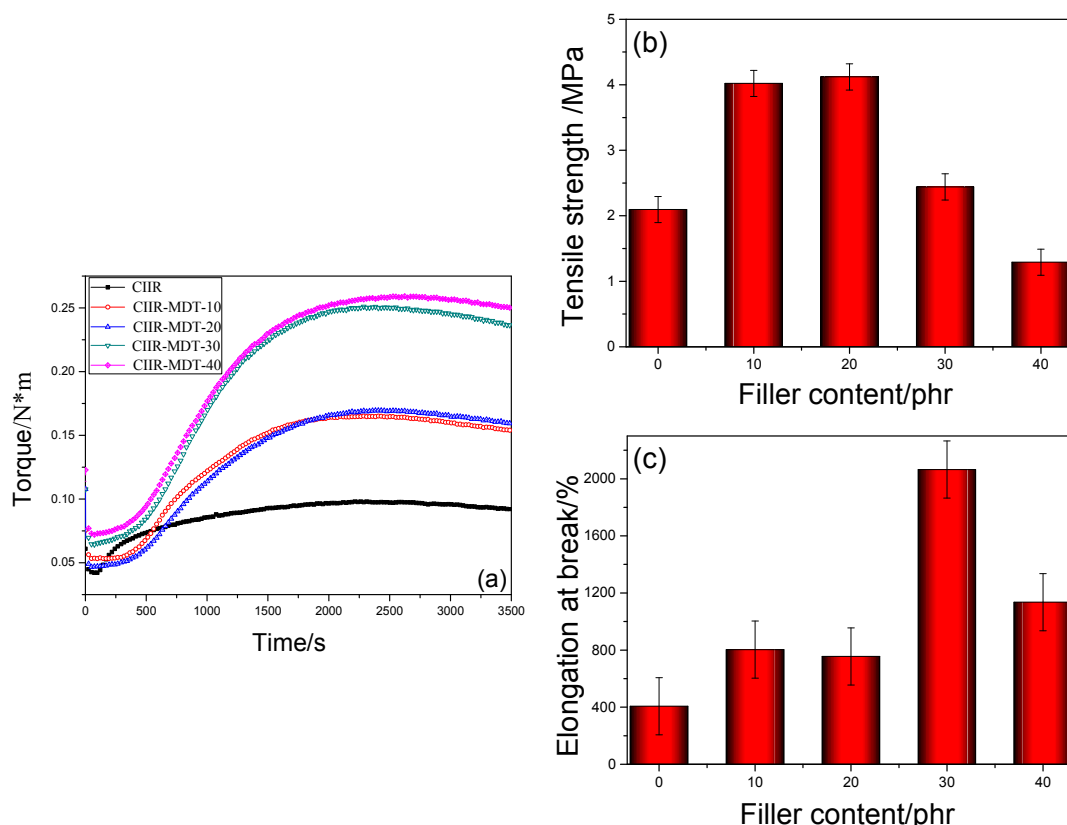 CIIR
CIIR-MDT-10
CIIR-MDT-20
CIIR-MDT-30
CIIR-MDT-40
0.25
0.20
0.15
0.10
0.05
Torque/N*m
(a)
0 500 1000 1500 2000 2500 3000 3500
Time/s
(b)
5
4
3
2
1
0
Tensile strength /MPa
0 10 20 30 40
Filler content/phr
(c)
2000
1600
1200
800
400
0
Elongation at break/%
0 10 20 30 40
Filler content/phr